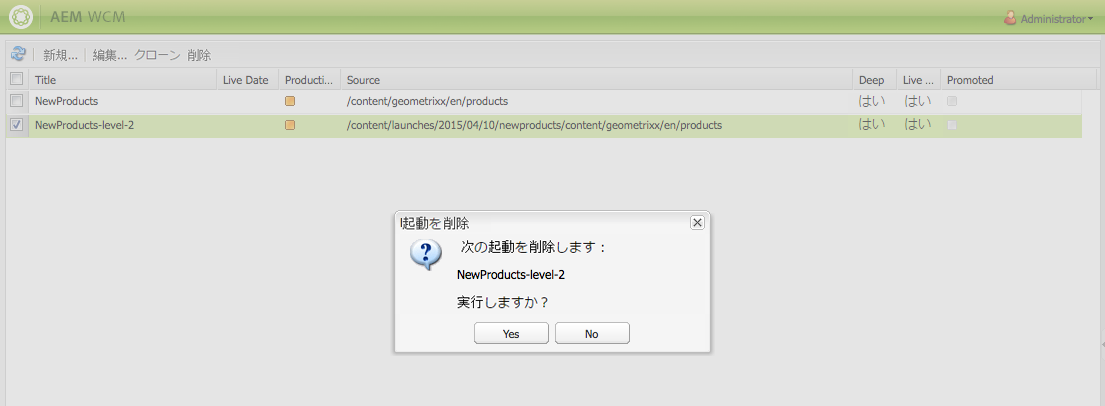 AEM WCM
Administrator
新規... 編集... クローン 削除
Title Live Date Producti... Source Deep Live ... Promoted
NewProducts /content/geometrixx/en/products はい はい
NewProducts-level-2 /content/launches/2015/04/10/newproducts/content/geometrixx/en/products はい はい
起動を削除
次の起動を削除します：
NewProducts-level-2
実行しますか？
Yes No